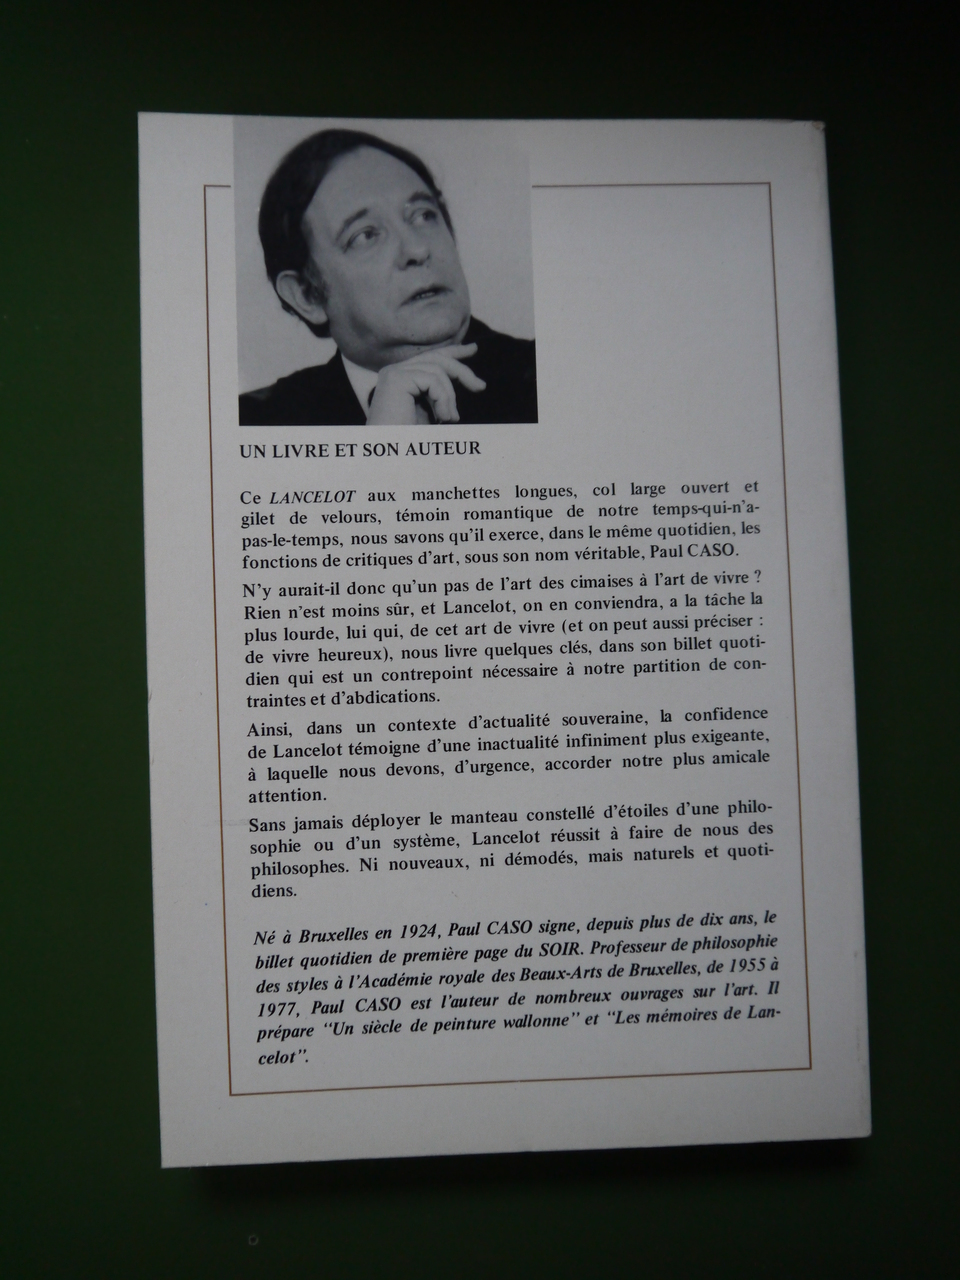 UN LIVRE ET SON AUTEUR
Ce LANCELOT aux manchettes longues, col large ouvert et
gilet de velours, témoin romantique de notre temps-qui-n'a-
pas-le-temps, nous savons qu'il exerce, dans le même quotidien, les
fonctions de critiques d'art, sous son nom véritable, Paul CASO.
N'y aurait-il donc qu'un pas de l'art des cimaises à l'art de vivre ?
Rien n'est moins sûr, et Lancelot, on en conviendra, a la tâche la
plus lourde, lui qui, de cet art de vivre (et on peut aussi préciser :
de vivre heureux), nous livre quelques clés, dans son billet quoti-
dien qui est un contrepoint nécessaire à notre partition de con-
traintes et d'abdications.
Ainsi, dans un contexte d'actualité souveraine, la confidence
de Lancelot témoigne d'une inactualité infiniment plus exigeante,
à laquelle nous devons, d'urgence, accorder notre plus amicale
attention.
Sans jamais déployer le manteau constellé d'étoiles d'une philo-
sophie ou d'un système, Lancelot réussit à faire de nous des
philosophes. Ni nouveaux, ni démodés, mais naturels et quoti-
diens.
Né à Bruxelles en 1924, Paul CASO signe, depuis plus de dix ans, le
billet quotidien de première page du SOIR. Professeur de philosophie
des styles à l'Académie royale des Beaux-Arts de Bruxelles, de 1955 à
1977, Paul CASO est l'auteur de nombreux ouvrages sur l'art. Il
prépare "Un siècle de peinture wallonne" et "Les mémoires de Lan-
celot".